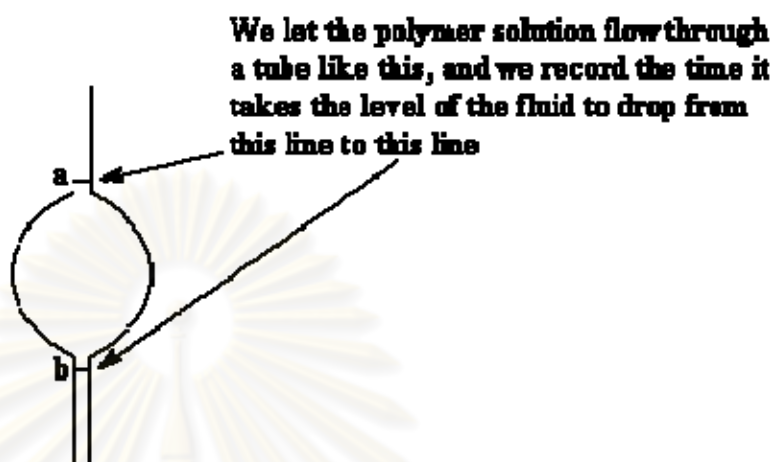 We let the polymer solution flow through
a tube like this, and we record the time it
takes the level of the fluid to drop from
this line to this line
a
b